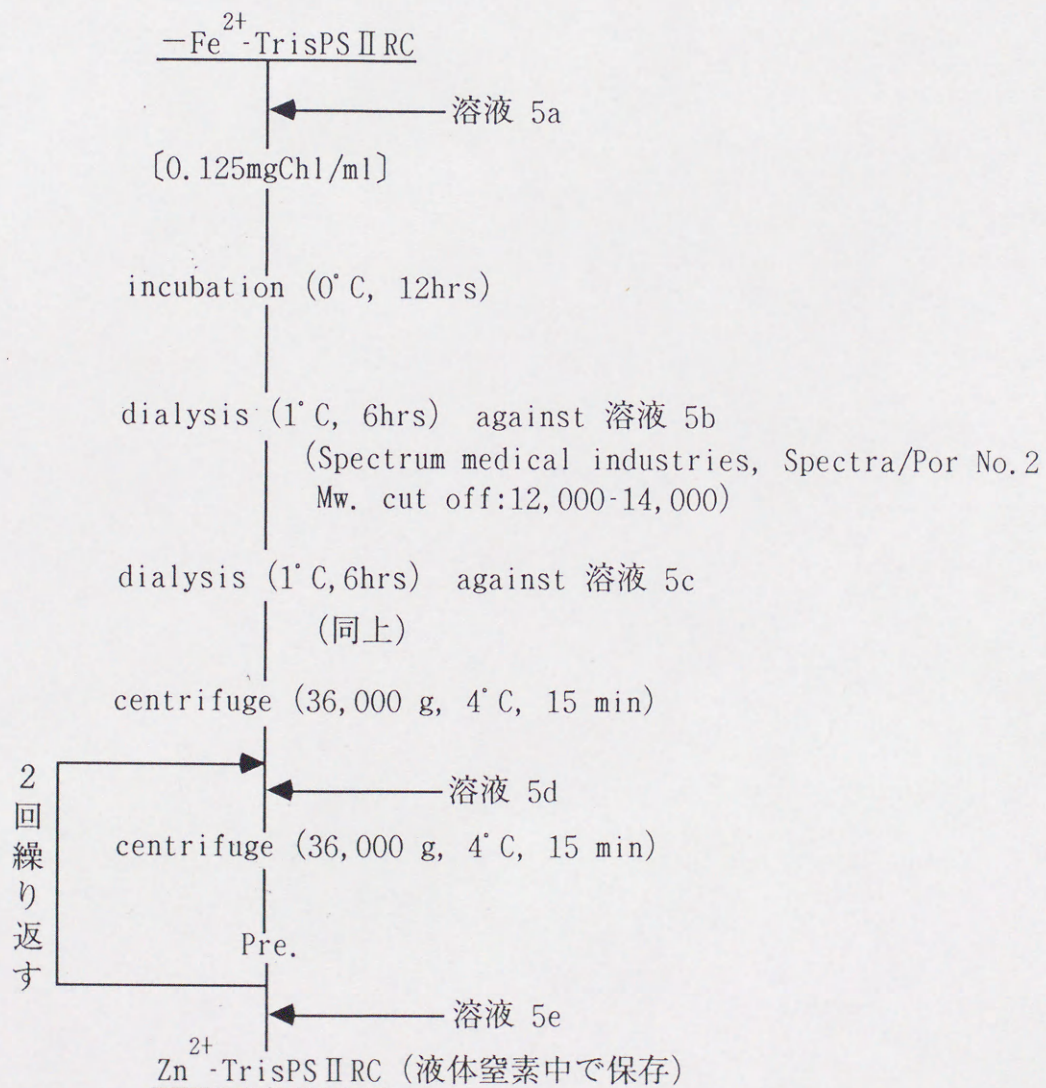 −Fe2+-TrisPSⅡRC
溶液 5a
〔0.125mgChl/ml〕
incubation (0°C, 12hrs)
dialysis (1°C, 6hrs) against 溶液 5b
(Spectrum medical industries, Spectra/Por No.2
Mw. cut off:12,000-14,000)
dialysis (1°C,6hrs) against 溶液 5c
(同上)
centrifuge (36,000 g, 4°C, 15 min)
溶液 5d
centrifuge (36,000 g, 4°C, 15 min)
Pre.
2回繰り返す
溶液 5e
Zn2+-TrisPSⅡRC (液体窒素中で保存)